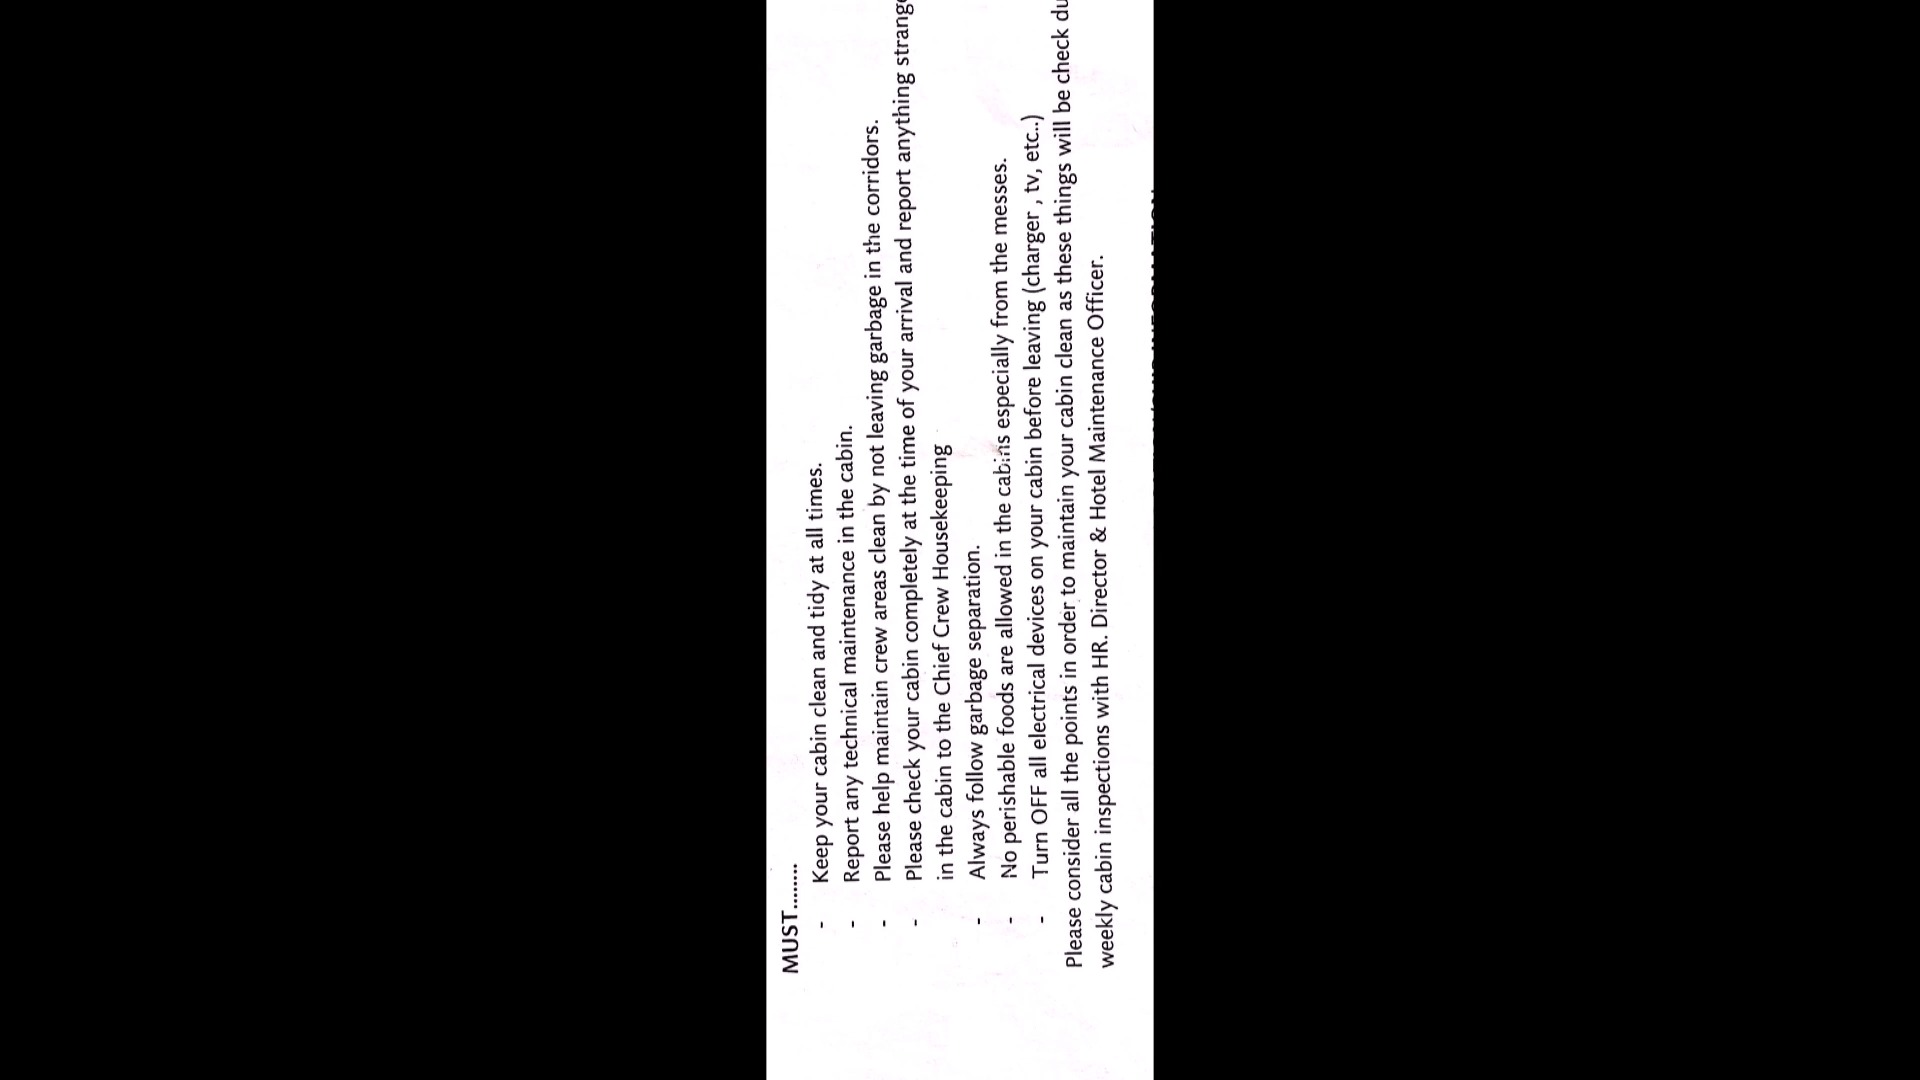 MUST........
- Keep your cabin clean and tidy at all times.
- Report any technical maintenance in the cabin.
- Please help maintain crew areas clean by not leaving garbage in the corridors.
- Please check your cabin completely at the time of your arrival and report anything strang
in the cabin to the Chief Crew Housekeeping
- Always follow garbage separation.
- No perishable foods are allowed in the cabins especially from the messes.
- Turn OFF all electrical devices on your cabin before leaving (charger , tv, etc..)
Please consider all the points in order to maintain your cabin clean as these things will be check du
weekly cabin inspections with HR. Director & Hotel Maintenance Officer.